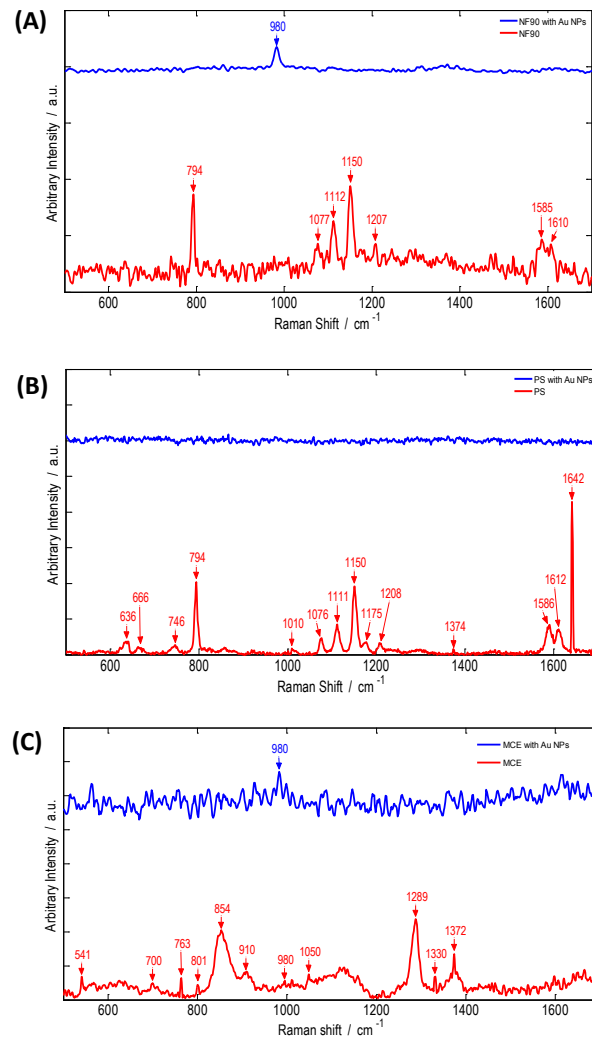 (A)
NF90 with Au NPs
NF90
980
794
1077
1112
1150
1207
1585
1610
Arbitrary Intensity / a.u.
600 800 1000 1200 1400 1600
Raman Shift / cm-1
(B)
PS with Au NPs
PS
636
666
746
794
1010
1076
1111
1150
1175
1208
1374
1586
1612
1642
Arbitrary Intensity / a.u.
600 800 1000 1200 1400 1600
Raman Shift / cm-1
(C)
MCE with Au NPs
MCE
980
541
700
763
801
854
910
980
1050
1289
1330
1372
Arbitrary Intensity / a.u.
600 800 1000 1200 1400 1600
Raman shift / cm-1